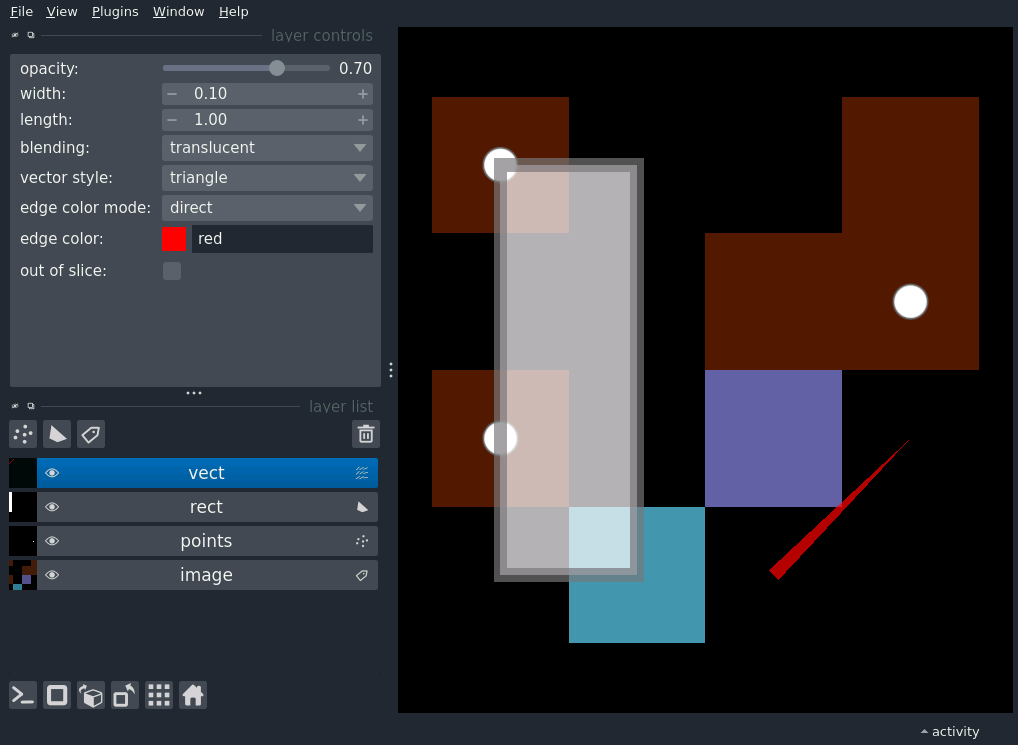 File View Plugins Window Help
layer controls
opacity: 0.70
width: 0.10
length: 1.00
blending: translucent
vector style: triangle
edge color mode: direct
edge color: red
out of slice:
layer list
vect
rect
points
image
activity